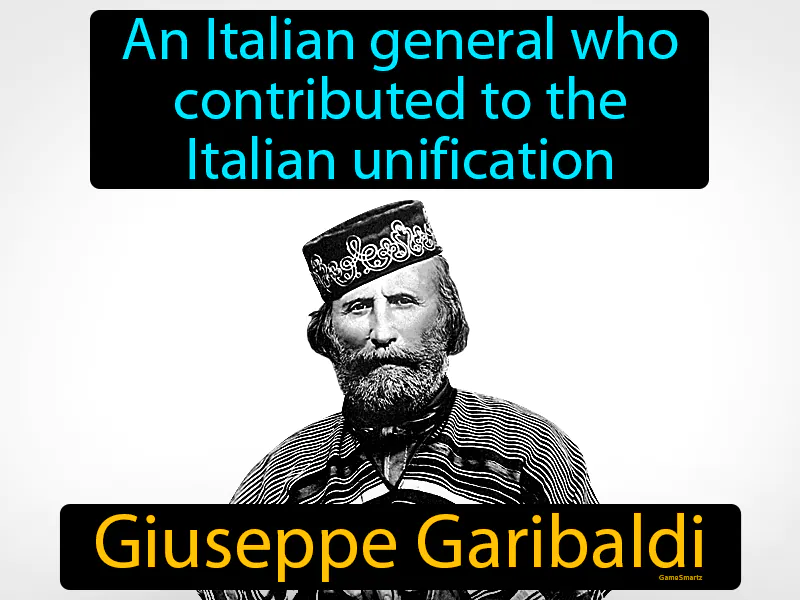 An Italian general who
contributed to the
Italian unification
Giuseppe Garibaldi
GameSmartz